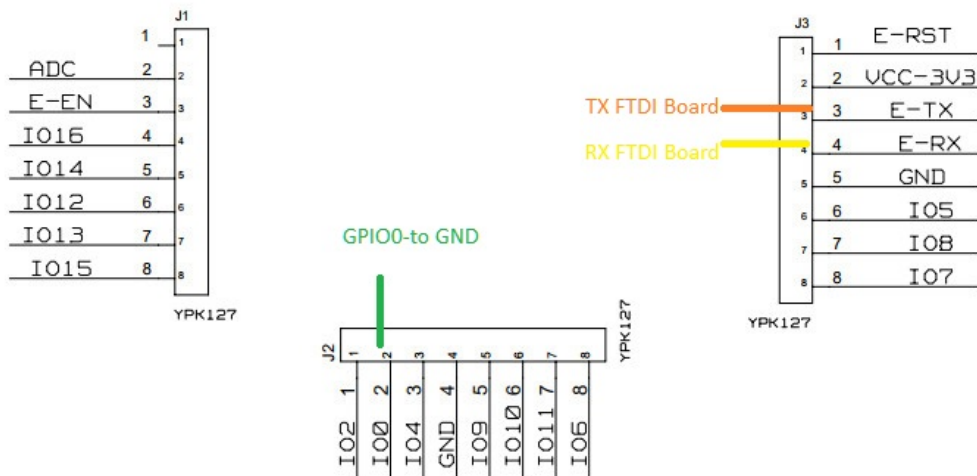 J1
1
1
ADC 2
2
E-EN 3
3
IO16 4
4
IO14 5
5
IO12 6
6
IO13 7
7
IO15 8
8
YPK127
J3
1
1 E-RST
2
2 VCC-3V3
TX FTDI Board
3
3 E-TX
RX FTDI Board
4
4 E-RX
5
5 GND
6
6 IO5
7
7 IO8
8
8 IO7
YPK127
GPIO0-to GND
J2
1 2 3 4 5 6 7 8
YPK127
1 2 3 4 5 6 7 8
IO2 IO0 IO4 GND IO9 IO10 IO11 IO6